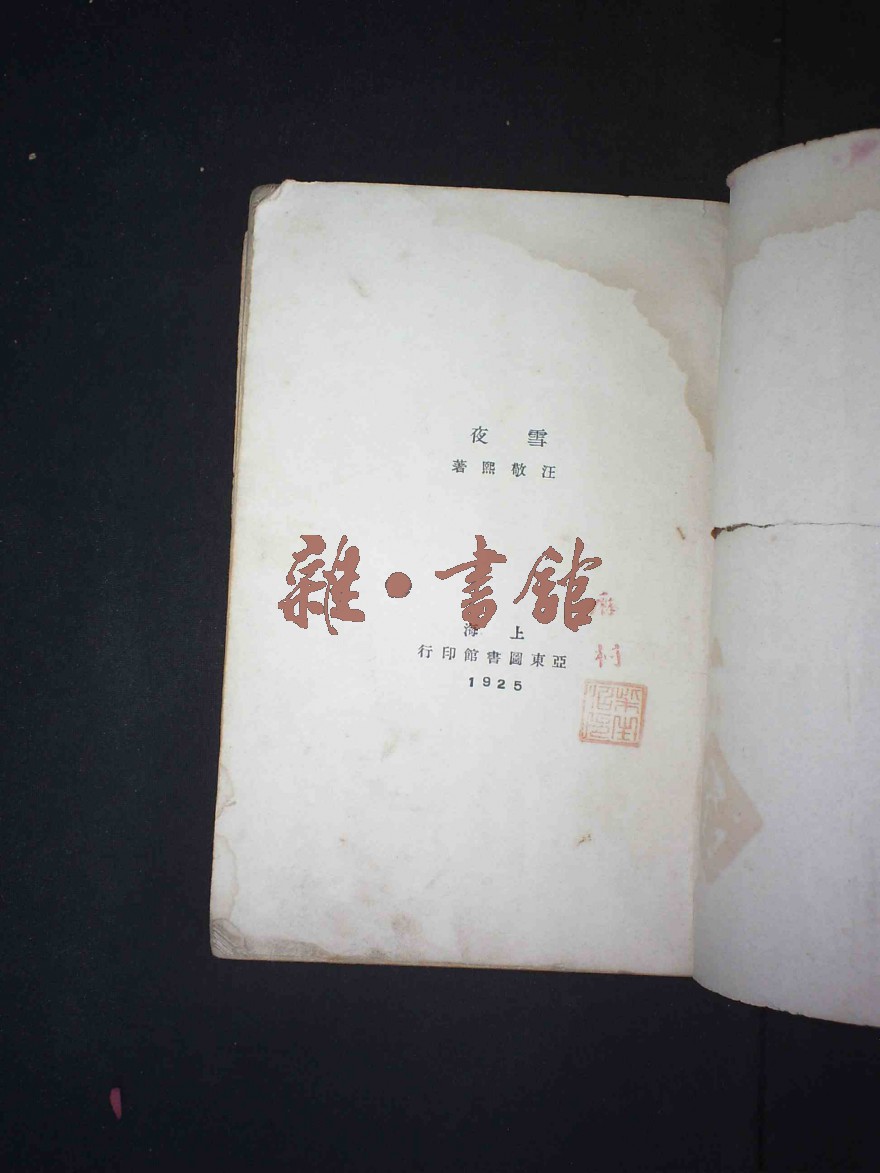 雪夜
汪敬熙著
雜·書館
上海
亞東圖書館印行
1925
村